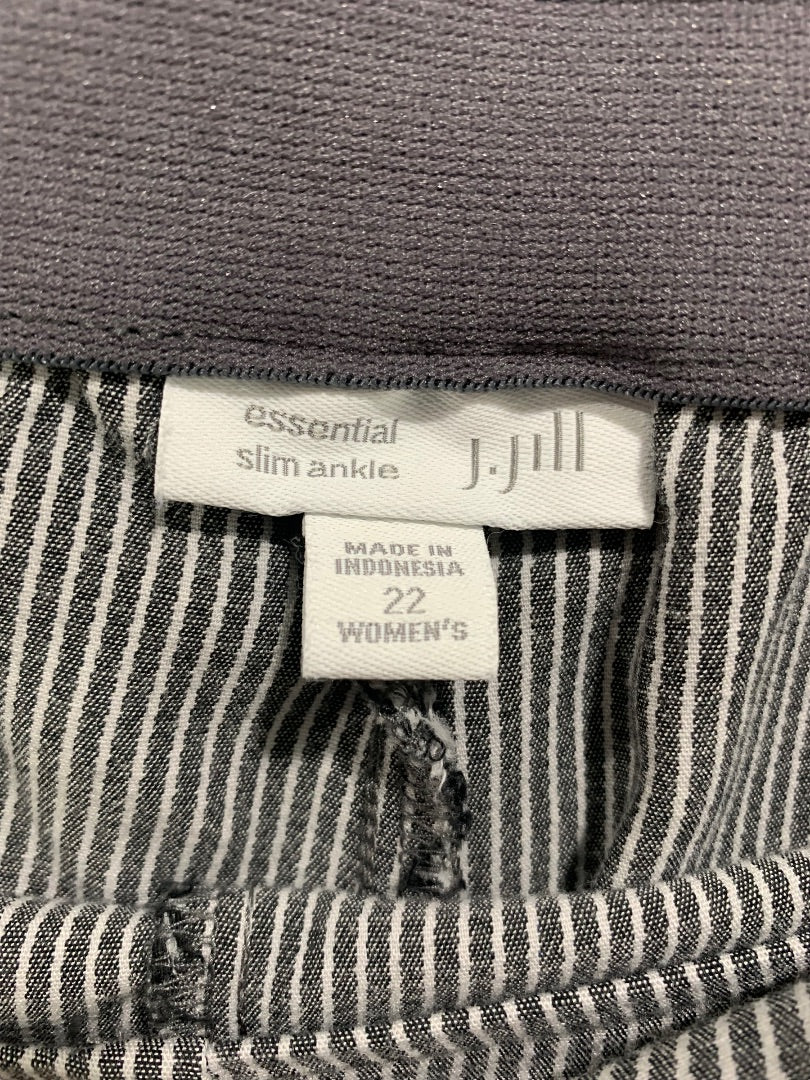 essential
slim ankle
J.Jill
MADE IN
INDONESIA
22
WOMEN'S